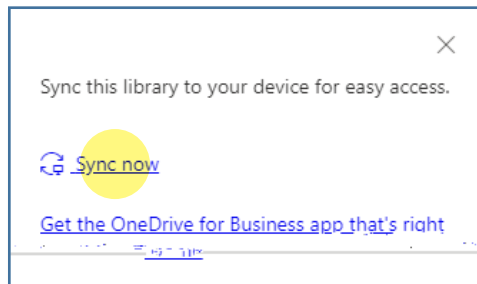 Sync this library to your device for easy access.
Sync now
Get the OneDrive for Business app that's right